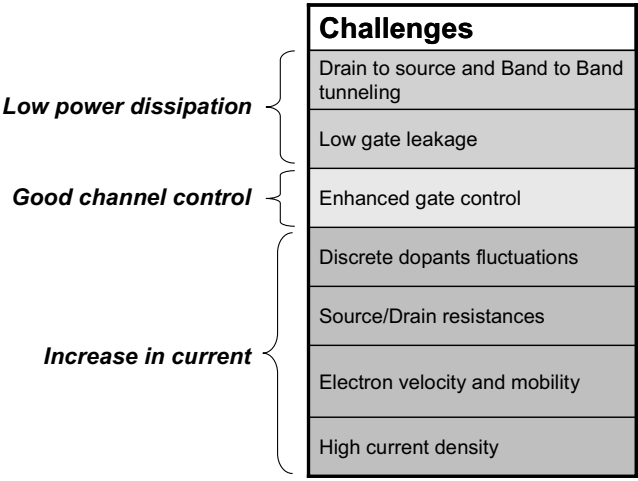 Challenges
Low power dissipation
Drain to source and Band to Band
tunneling
Low gate leakage
Good channel control
Enhanced gate control
Increase in current
Discrete dopants fluctuations
Source/Drain resistances
Electron velocity and mobility
High current density